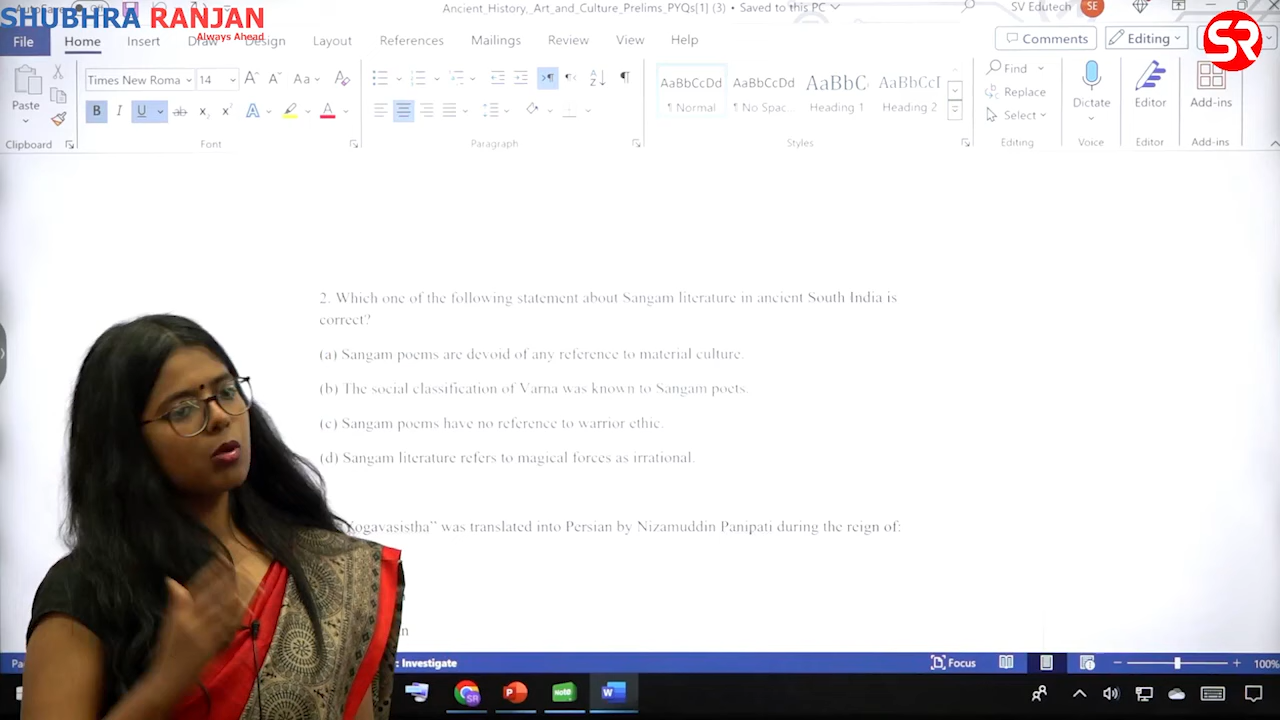 SHUBHRA RANJAN
Always Ahead
Ancient_History,_Art_and_Culture_Prelims_PYQs[1] (3) • Saved to this PC
SV Edutech SE
SR
File Home Insert Draw Design Layout References Mailings Review View Help
Comments Editing
Paste
Times New Roma 14
Aa
B I U ab x x A A
AaBbCcDd AaBbCcDd AaBbC AaBbCcI
¶ Normal ¶ No Spac... Heading 1 Heading 2
Find
Replace
Select
Dictate Editor Add-ins
Clipboard Font Paragraph Styles Editing Voice Editor Add-ins
2. Which one of the following statement about Sangam literature in ancient South India is
correct?
(a) Sangam poems are devoid of any reference to material culture.
(b) The social classification of Varna was known to Sangam poets.
(c) Sangam poems have no reference to warrior ethic.
(d) Sangam literature refers to magical forces as irrational.
was translated into Persian by Nizamuddin Panipati during the reign of:
: Investigate
Focus 100%